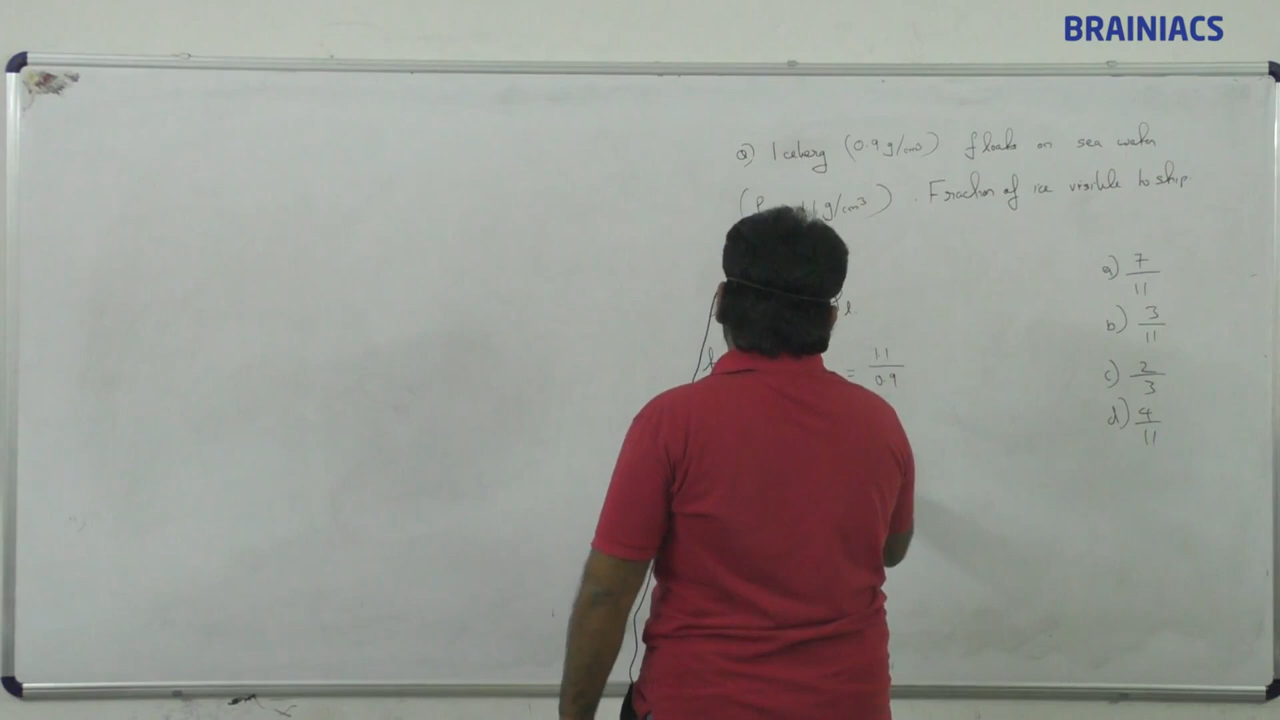 BRAINIACS
Q) Iceberg (0.9 g/cm³) floats on sea water
g/cm³) . Fraction of ice visible to ship.
a) 7/11
b) 3/11
l.
= 11/0.9
c) 2/3
d) 4/11